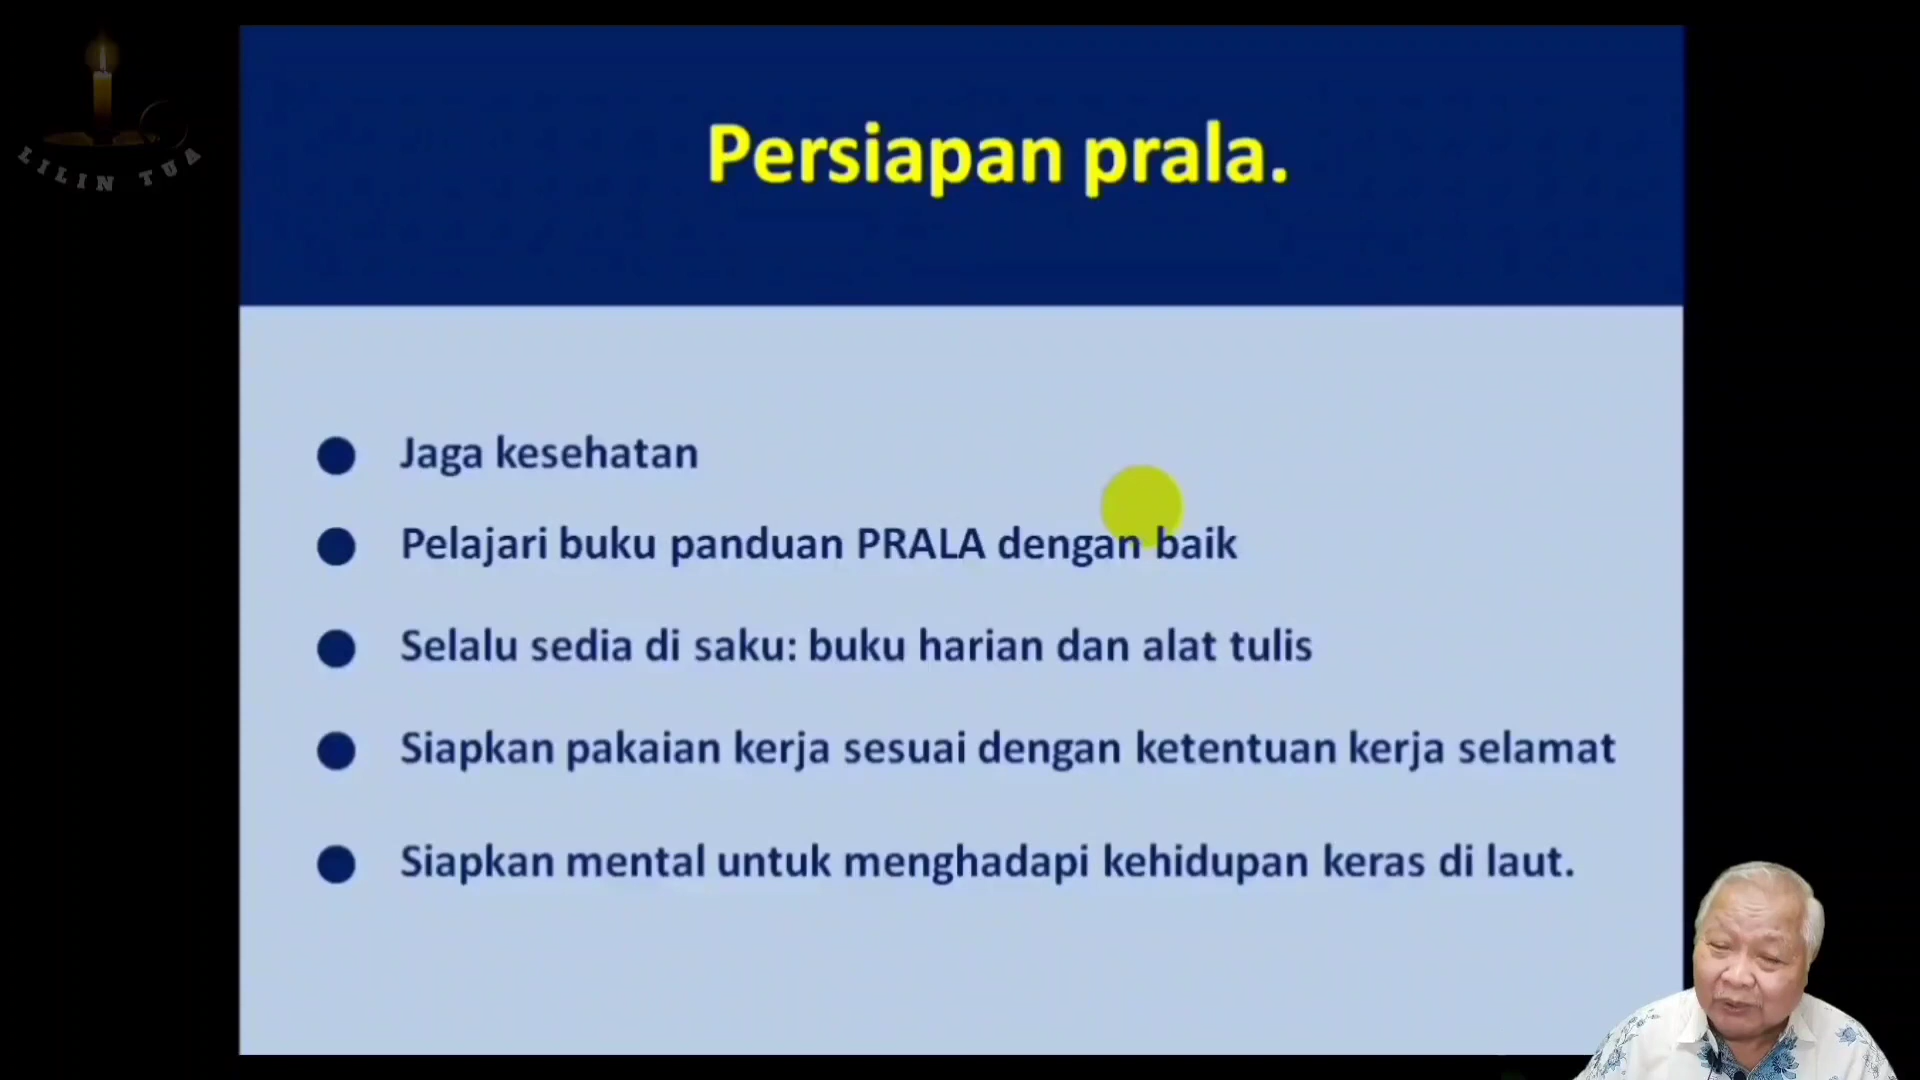 LILIN TUA
Persiapan prala.
Jaga kesehatan
Pelajari buku panduan PRALA dengan baik
Selalu sedia di saku: buku harian dan alat tulis
Siapkan pakaian kerja sesuai dengan ketentuan kerja selamat
Siapkan mental untuk menghadapi kehidupan keras di laut.